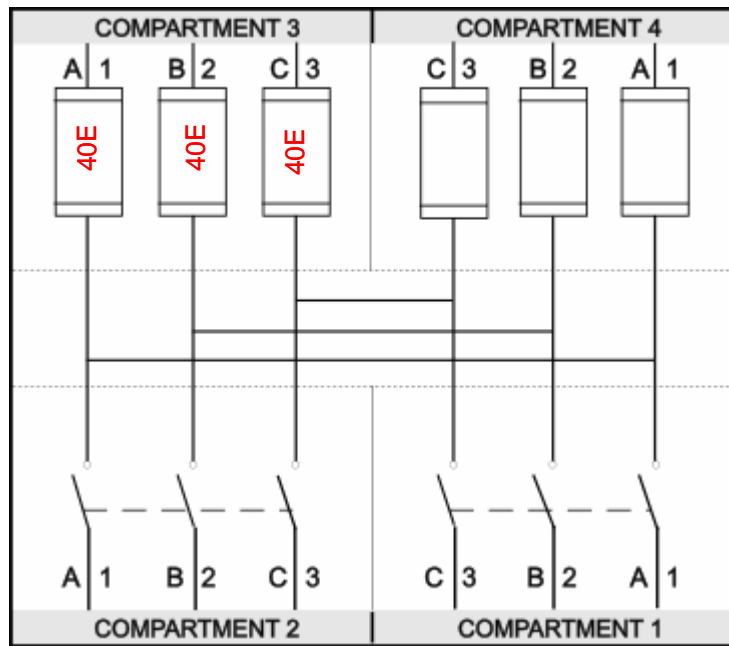 COMPARTMENT 3 COMPARTMENT 4
A 1 B 2 C 3 C 3 B 2 A 1
40E 40E 40E
A 1 B 2 C 3 C 3 B 2 A 1
COMPARTMENT 2 COMPARTMENT 1